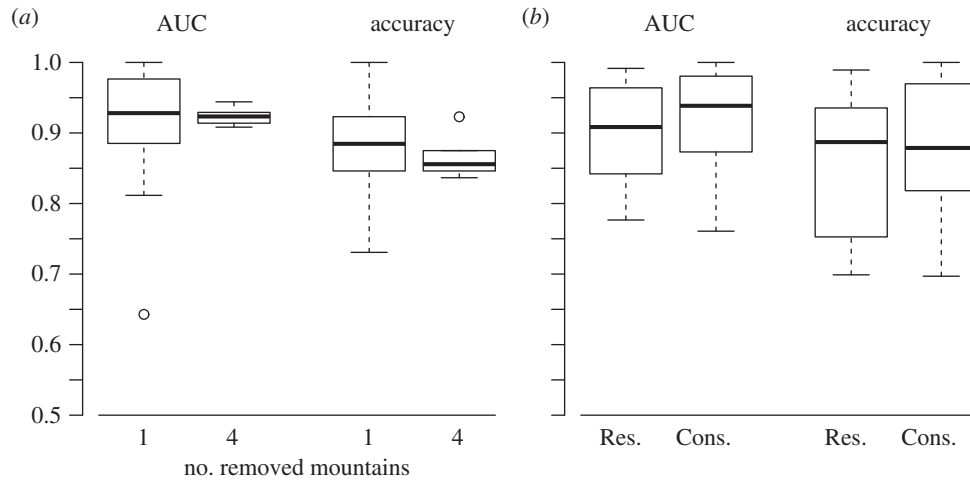 (a) AUC accuracy
(b) AUC accuracy
1.0
0.9
0.8
0.7
0.6
0.5
1 4 1 4
no. removed mountains
Res. Cons. Res. Cons.